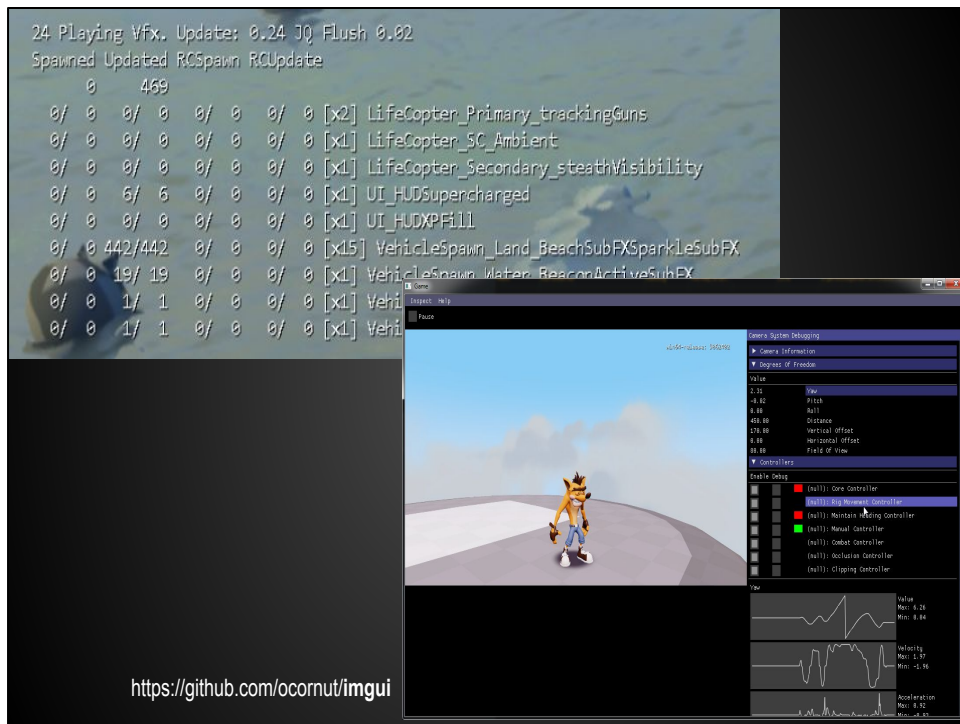 24 Playing Vfx. Update: 0.24 JQ Flush 0.02
Spawned Updated RCSpawn RCUpdate
0 469
0/ 0 0/ 0 0/ 0 0/ 0 [x2] LifeCopter_Primary_trackingGuns
0/ 0 0/ 0 0/ 0 0/ 0 [x1] LifeCopter_SC_Ambient
0/ 0 0/ 0 0/ 0 0/ 0 [x1] LifeCopter_Secondary_steathVisibility
0/ 0 6/ 6 0/ 0 0/ 0 [x1] UI_HUDSupercharged
0/ 0 0/ 0 0/ 0 0/ 0 [x1] UI_HUDXPFill
0/ 0 442/442 0/ 0 0/ 0 [x15] VehicleSpawn_Land_BeachSubFXSparkleSubFX
0/ 0 19/ 19 0/ 0 0/ 0 [x1] VehicleSpawn_Water_BeaconActiveSubFX
0/ 0 1/ 1 0/ 0 0/ 0 [x1] Vehi
0/ 0 1/ 1 0/ 0 0/ 0 [x1] Vehi
Game
Inspect Help
Pause
Camera System Debugging
Camera Information
Degrees Of Freedom
Value
2.31 Yaw
-0.02 Pitch
0.00 Roll
450.00 Distance
170.00 Vertical Offset
0.00 Horizontal Offset
80.00 Field Of View
Controllers
Enable Debug
(null): Core Controller
(null): Rig Movement Controller
(null): Maintain Heading Controller
(null): Manual Controller
(null): Combat Controller
(null): Occlusion Controller
(null): Clipping Controller
Yaw
Value
Max: 6.26
Min: 0.04
Velocity
Max: 1.97
Min: -1.96
Acceleration
Max: 0.92
https://github.com/ocornut/imgui